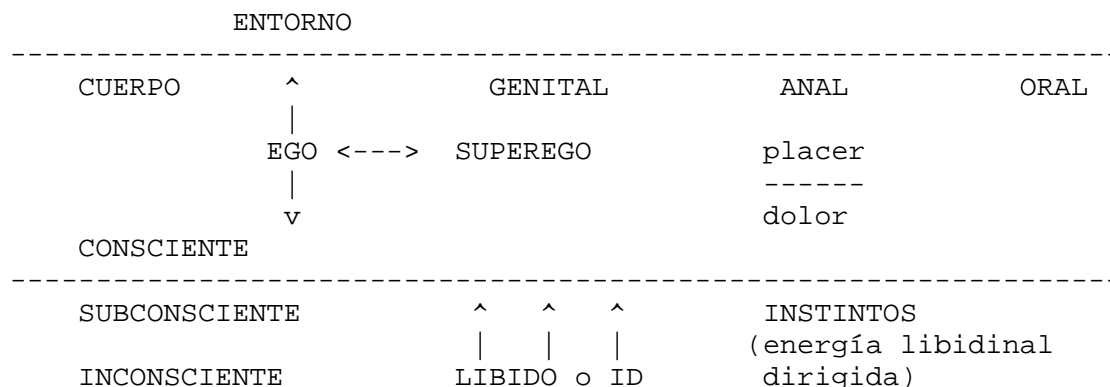 ENTORNO
CUERPO ^ GENITAL ANAL ORAL
|
EGO <---> SUPEREGO placer
| ------
v dolor
CONSCIENTE
SUBCONSCIENTE ^ ^ ^ INSTINTOS
| | | (energía libidinal
INCONSCIENTE LIBIDO o ID dirigida)